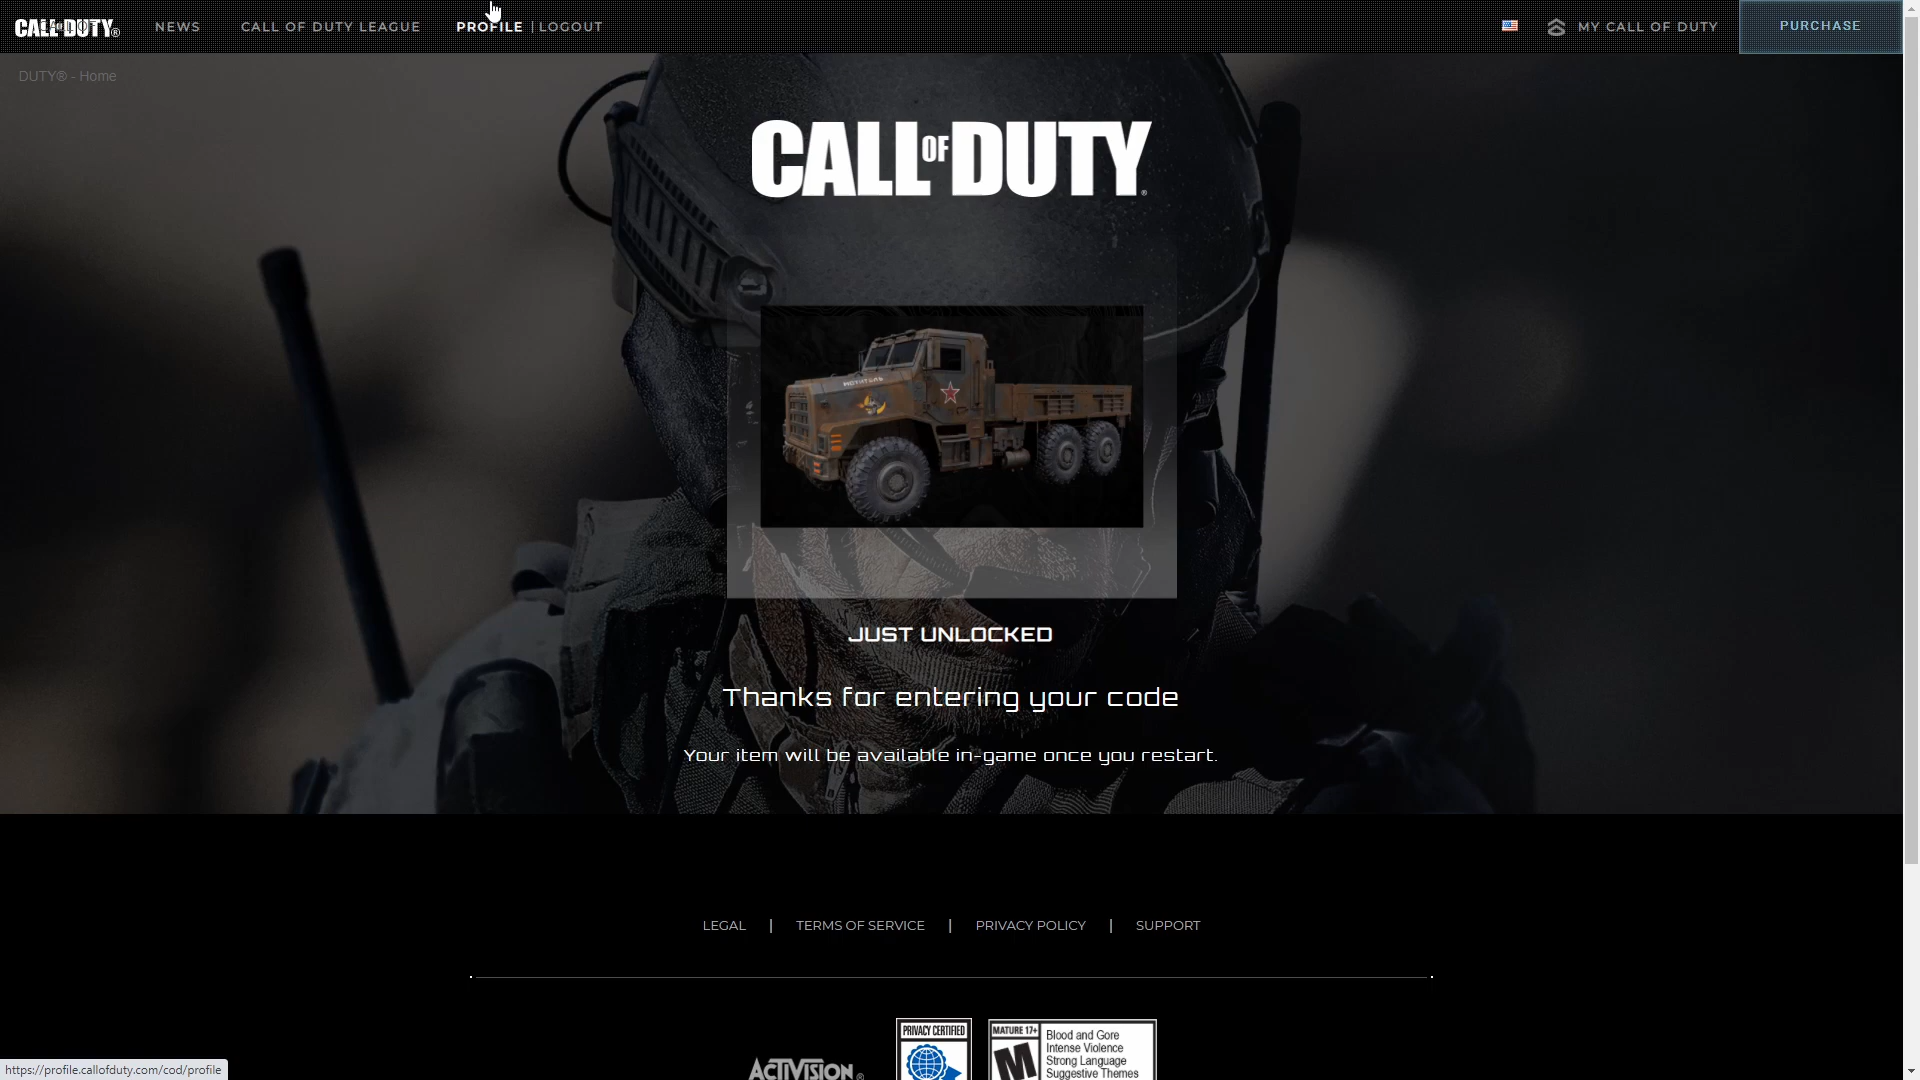 CALL OF DUTY®
NEWS
CALL OF DUTY LEAGUE
PROFILE | LOGOUT
MY CALL OF DUTY
PURCHASE
DUTY® - Home
CALL OF DUTY®
JUST UNLOCKED
Thanks for entering your code
Your item will be available in-game once you restart.
LEGAL | TERMS OF SERVICE | PRIVACY POLICY | SUPPORT
ACTIVISION®
PRIVACY CERTIFIED
MATURE 17+
M
Blood and Gore
Intense Violence
Strong Language
Suggestive Themes
https://profile.callofduty.com/cod/profile